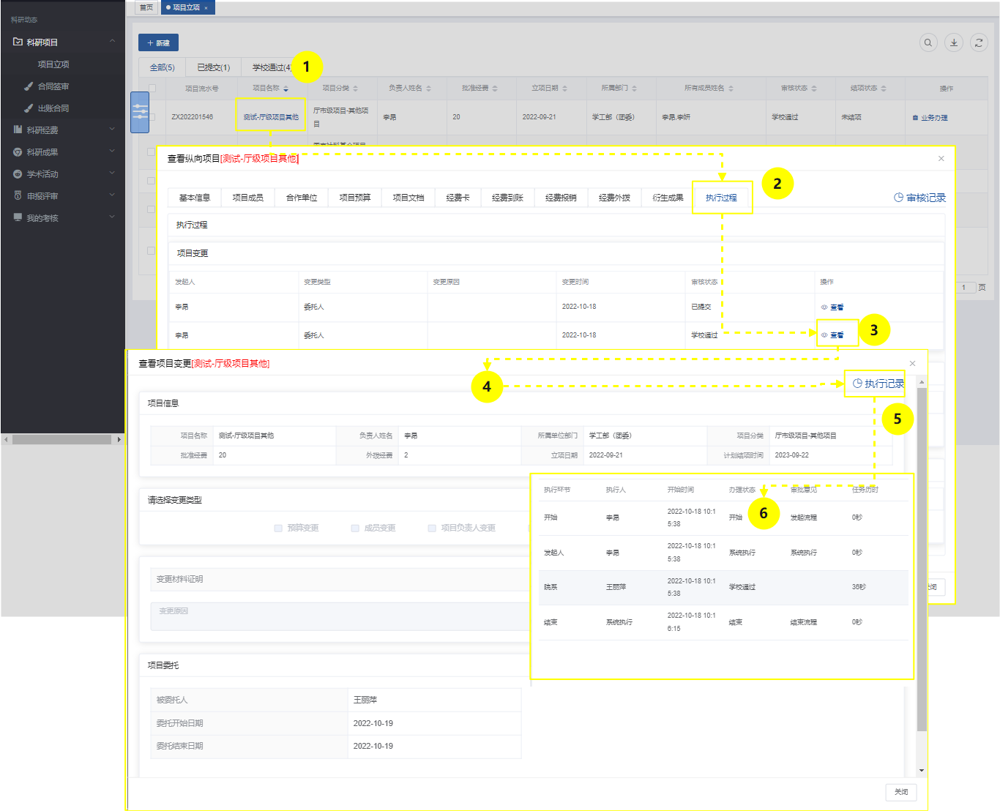 首页
项目立项 ×
科研动态
科研项目
项目立项
合同签审
出账合同
科研经费
科研成果
学术活动
申报评审
我的考核
+ 新建
全部(5) 已提交(1) 学校通过(4)
1
项目流水号 项目名称 项目分类 负责人姓名 批准经费 立项日期 所属部门 所有成员姓名 审核状态 结项状态 操作
ZX202201546 测试-厅级项目其他 厅市级项目-其他项目 李昂 20 2022-09-21 学工部（团委） 李昂,李妍 学校通过 未结项 业务办理
1 页
查看纵向项目[测试-厅级项目其他] ×
2
基本信息 项目成员 合作单位 项目预算 项目文档 经费卡 经费到账 经费报销 经费外拨 衍生成果 执行过程 审核记录
执行过程
项目变更
发起人 变更类型 变更原因 变更时间 审核状态 操作
李昂 委托人 2022-10-18 已提交 查看
李昂 委托人 2022-10-18 学校通过 查看
3
关闭
查看项目变更[测试-厅级项目其他] ×
4
执行记录
5
项目信息
项目名称 测试-厅级项目其他 负责人姓名 李昂 所属单位部门 学工部（团委） 项目分类 厅市级项目-其他项目
批准经费 20 外拨经费 2 立项日期 2022-09-21 计划结项时间 2023-09-22
请选择变更类型
预算变更 成员变更 项目负责人变更
变更材料证明
变更原因
执行环节 执行人 开始时间 办理状态 审批意见 任务历时
6
开始 李昂 2022-10-18 10:1
5:38 开始 发起流程 0秒
发起人 李昂 2022-10-18 10:1
5:38 系统执行 系统执行 0秒
院系 王丽萍 2022-10-18 10:1
5:38 学校通过 36秒
结束 系统执行 2022-10-18 10:1
6:15 结束 结束流程 0秒
项目委托
被委托人 王丽萍
委托开始日期 2022-10-19
委托结束日期 2022-10-19
关闭